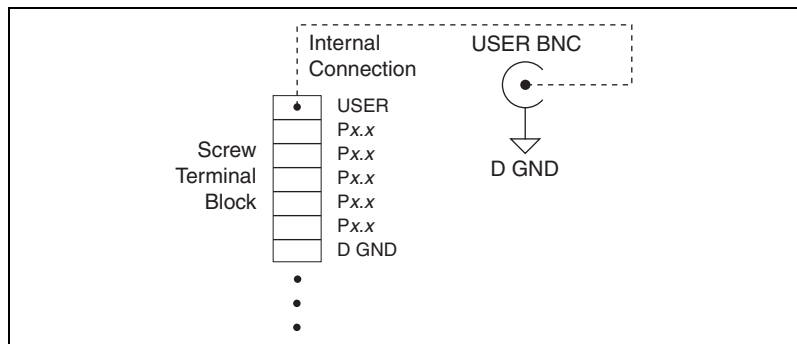 Internal
Connection
USER BNC
D GND
Screw
Terminal
Block
USER
Px.x
Px.x
Px.x
Px.x
Px.x
D GND